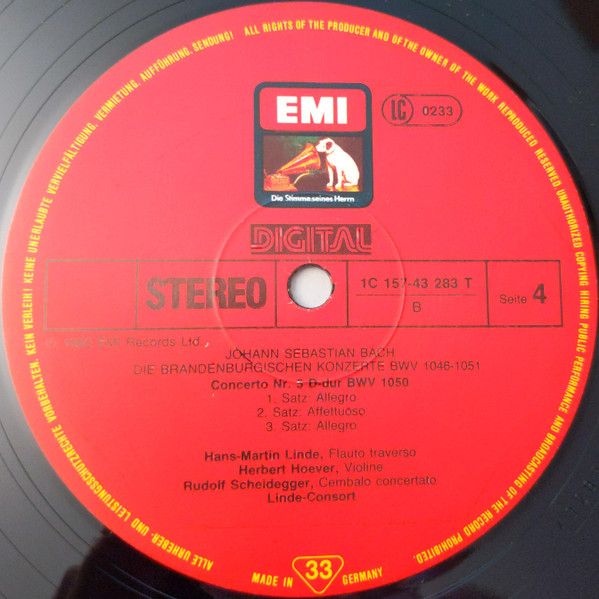 ALLE URHEBER- UND LEISTUNGSSCHUTZRECHTE VORBEHALTEN. KEIN VERLEIH! KEINE UNERLAUBTE VERVIELFÄLTIGUNG, VERMIETUNG, AUFFÜHRUNG, SENDUNG!
ALL RIGHTS OF THE PRODUCER AND OF THE OWNER OF THE WORK REPRODUCED RESERVED UNAUTHORIZED COPYING HIRING PUBLIC PERFORMANCE AND BROADCASTING OF THE RECORD PROHIBITED.
EMI
LC 0233
Die Stimme seines Herrn
DIGITAL
STEREO
1C 157-43 283 T
B
Seite 4
EMI Records Ltd.
JOHANN SEBASTIAN BACH
DIE BRANDENBURGISCHEN KONZERTE BWV 1046-1051
Concerto Nr. 5 D-dur BWV 1050
1. Satz: Allegro
2. Satz: Affettuoso
3. Satz: Allegro
Hans-Martin Linde, Flauto traverso
Herbert Hoever, Violine
Rudolf Scheidegger, Cembalo concertato
Linde-Consort
MADE IN 33 GERMANY